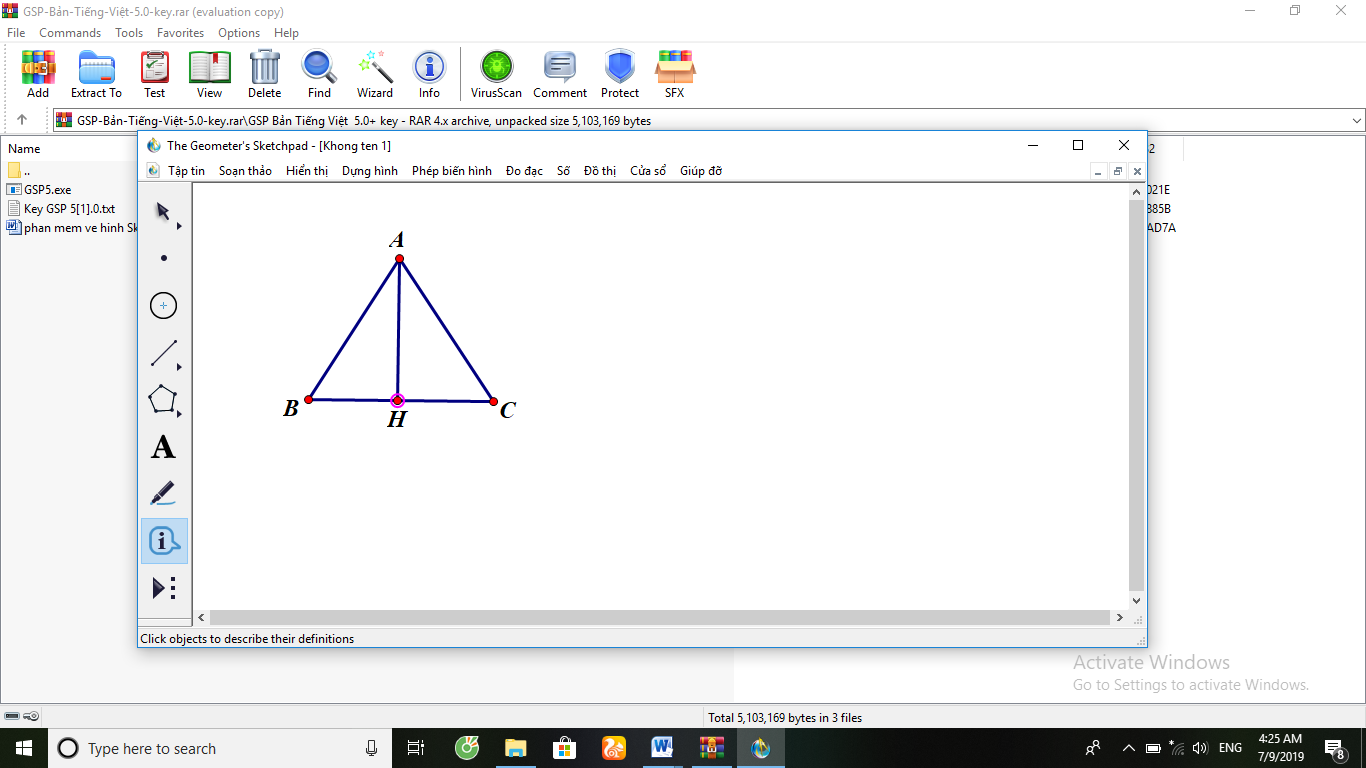 GSP-Bản-Tiếng-Việt-5.0-key.rar (evaluation copy)
File Commands Tools Favorites Options Help
Add Extract To Test View Delete Find Wizard Info VirusScan Comment Protect SFX
GSP-Bản-Tiếng-Việt-5.0-key.rar\GSP Bản Tiếng Việt 5.0+ key - RAR 4.x archive, unpacked size 5,103,169 bytes
Name
..
GSP5.exe
Key GSP 5[1].0.txt
phan mem ve hinh Sk
The Geometer's Sketchpad - [Khong ten 1]
Tập tin Soạn thảo Hiển thị Dựng hình Phép biến hình Đo đạc Số Đồ thị Cửa sổ Giúp đỡ
A
B
H
C
A
Click objects to describe their definitions
Activate Windows
Go to Settings to activate Windows.
Total 5,103,169 bytes in 3 files
Type here to search
ENG
4:25 AM
7/9/2019
8